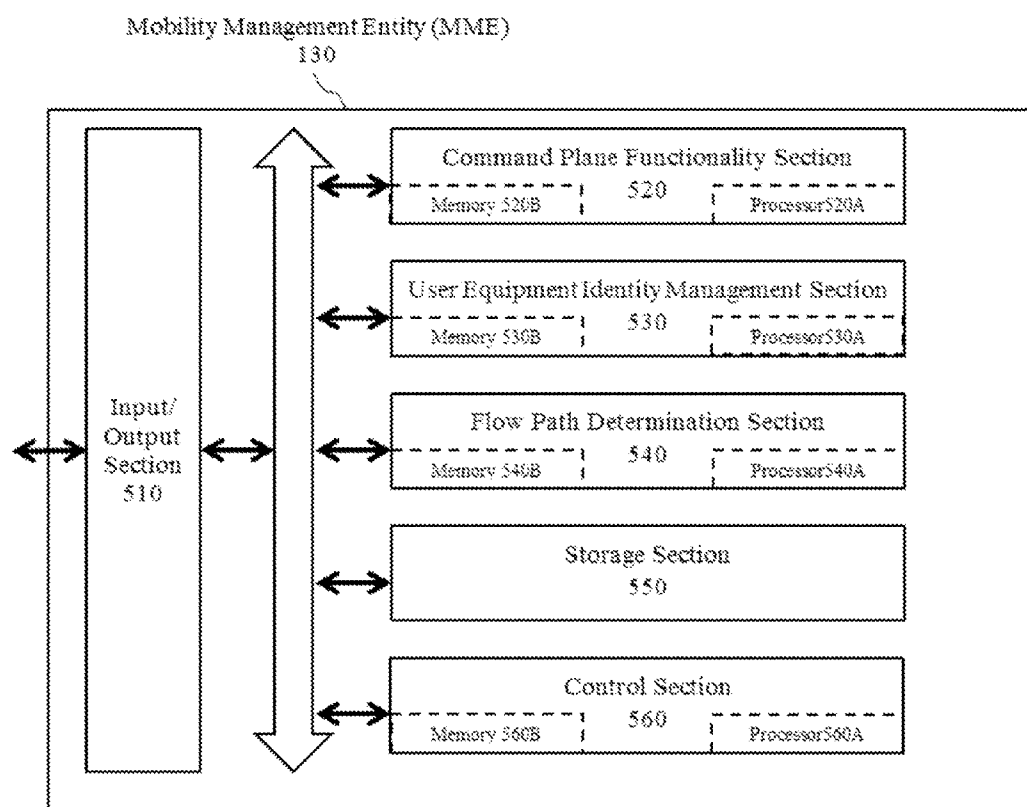 Mobility Management Entity (MME)
130
Input/
Output
Section
510
Command Plane Functionality Section
520
Memory 520B
Processor520A
User Equipment Identity Management Section
530
Memory 530B
Processor530A
Flow Path Determination Section
540
Memory 540B
Processor540A
Storage Section
550
Control Section
560
Memory 560B
Processor560A